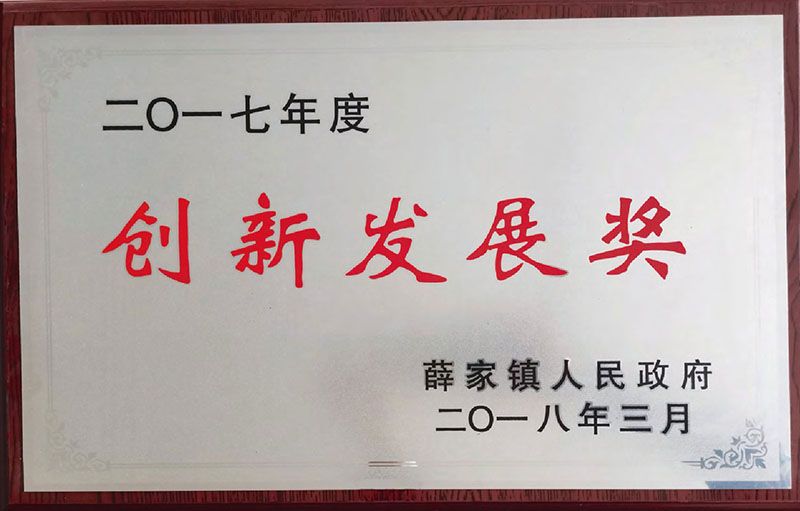 二〇一七年度
创新发展奖
薛家镇人民政府
二〇一八年三月